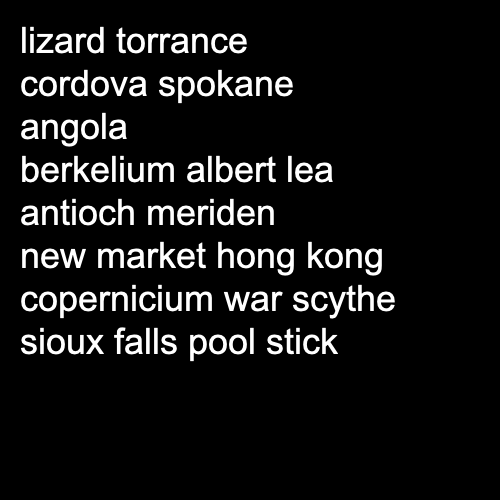 lizard torrance
cordova spokane
angola
berkelium albert lea
antioch meriden
new market hong kong
copernicium war scythe
sioux falls pool stick